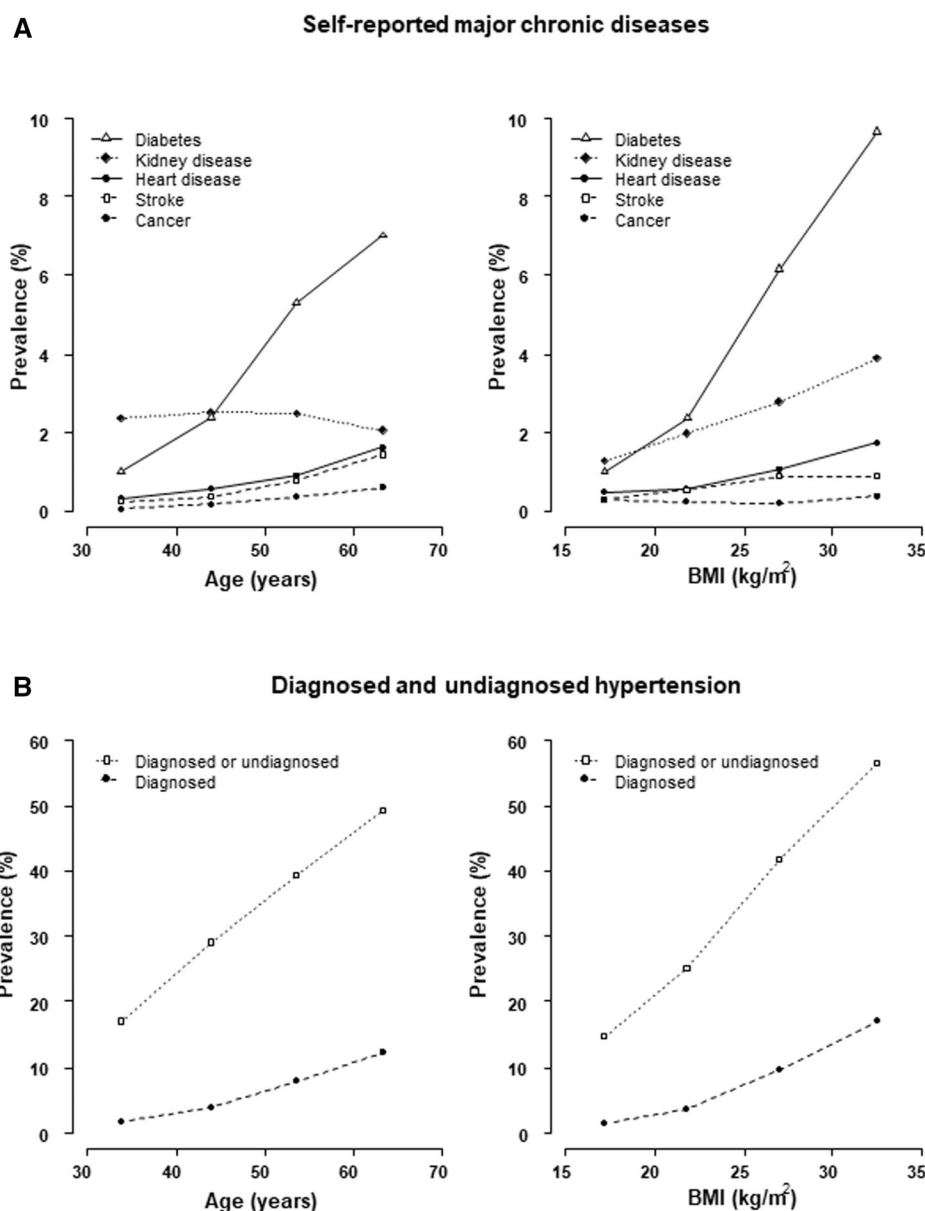 A
Self-reported major chronic diseases
10
8
6
4
2
0
Prevalence (%)
Diabetes
Kidney disease
Heart disease
Stroke
Cancer
30 40 50 60 70
Age (years)
10
8
6
4
2
0
Prevalence (%)
Diabetes
Kidney disease
Heart disease
Stroke
Cancer
15 20 25 30 35
BMI (kg/m²)
B
Diagnosed and undiagnosed hypertension
60
50
40
30
20
10
0
Prevalence (%)
Diagnosed or undiagnosed
Diagnosed
30 40 50 60 70
Age (years)
60
50
40
30
20
10
0
Prevalence (%)
Diagnosed or undiagnosed
Diagnosed
15 20 25 30 35
BMI (kg/m²)